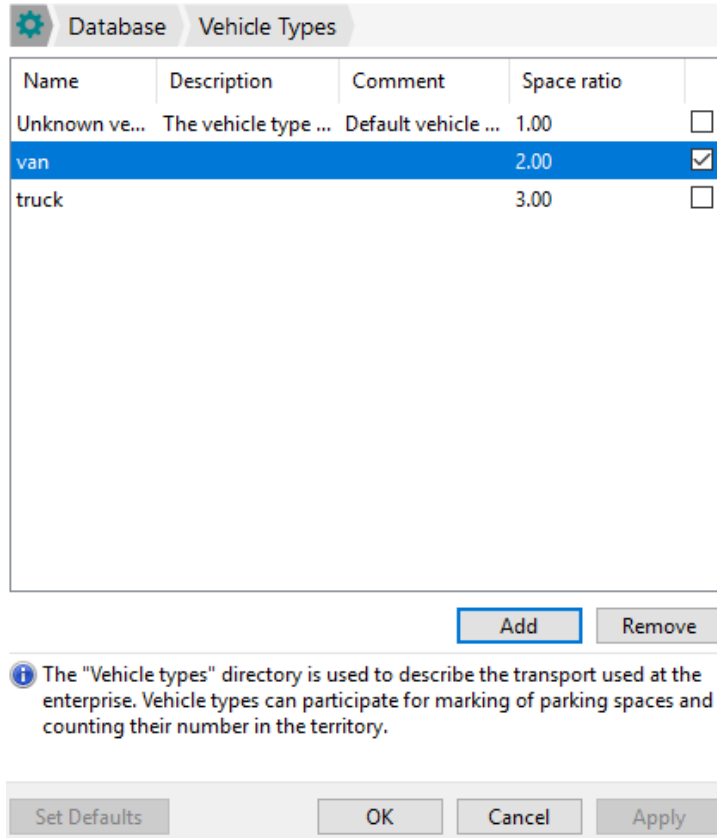 Database Vehicle Types
Name Description Comment Space ratio
Unknown ve... The vehicle type ... Default vehicle ... 1.00
van 2.00
truck 3.00
Add Remove
The "Vehicle types" directory is used to describe the transport used at the
enterprise. Vehicle types can participate for marking of parking spaces and
counting their number in the territory.
Set Defaults OK Cancel Apply